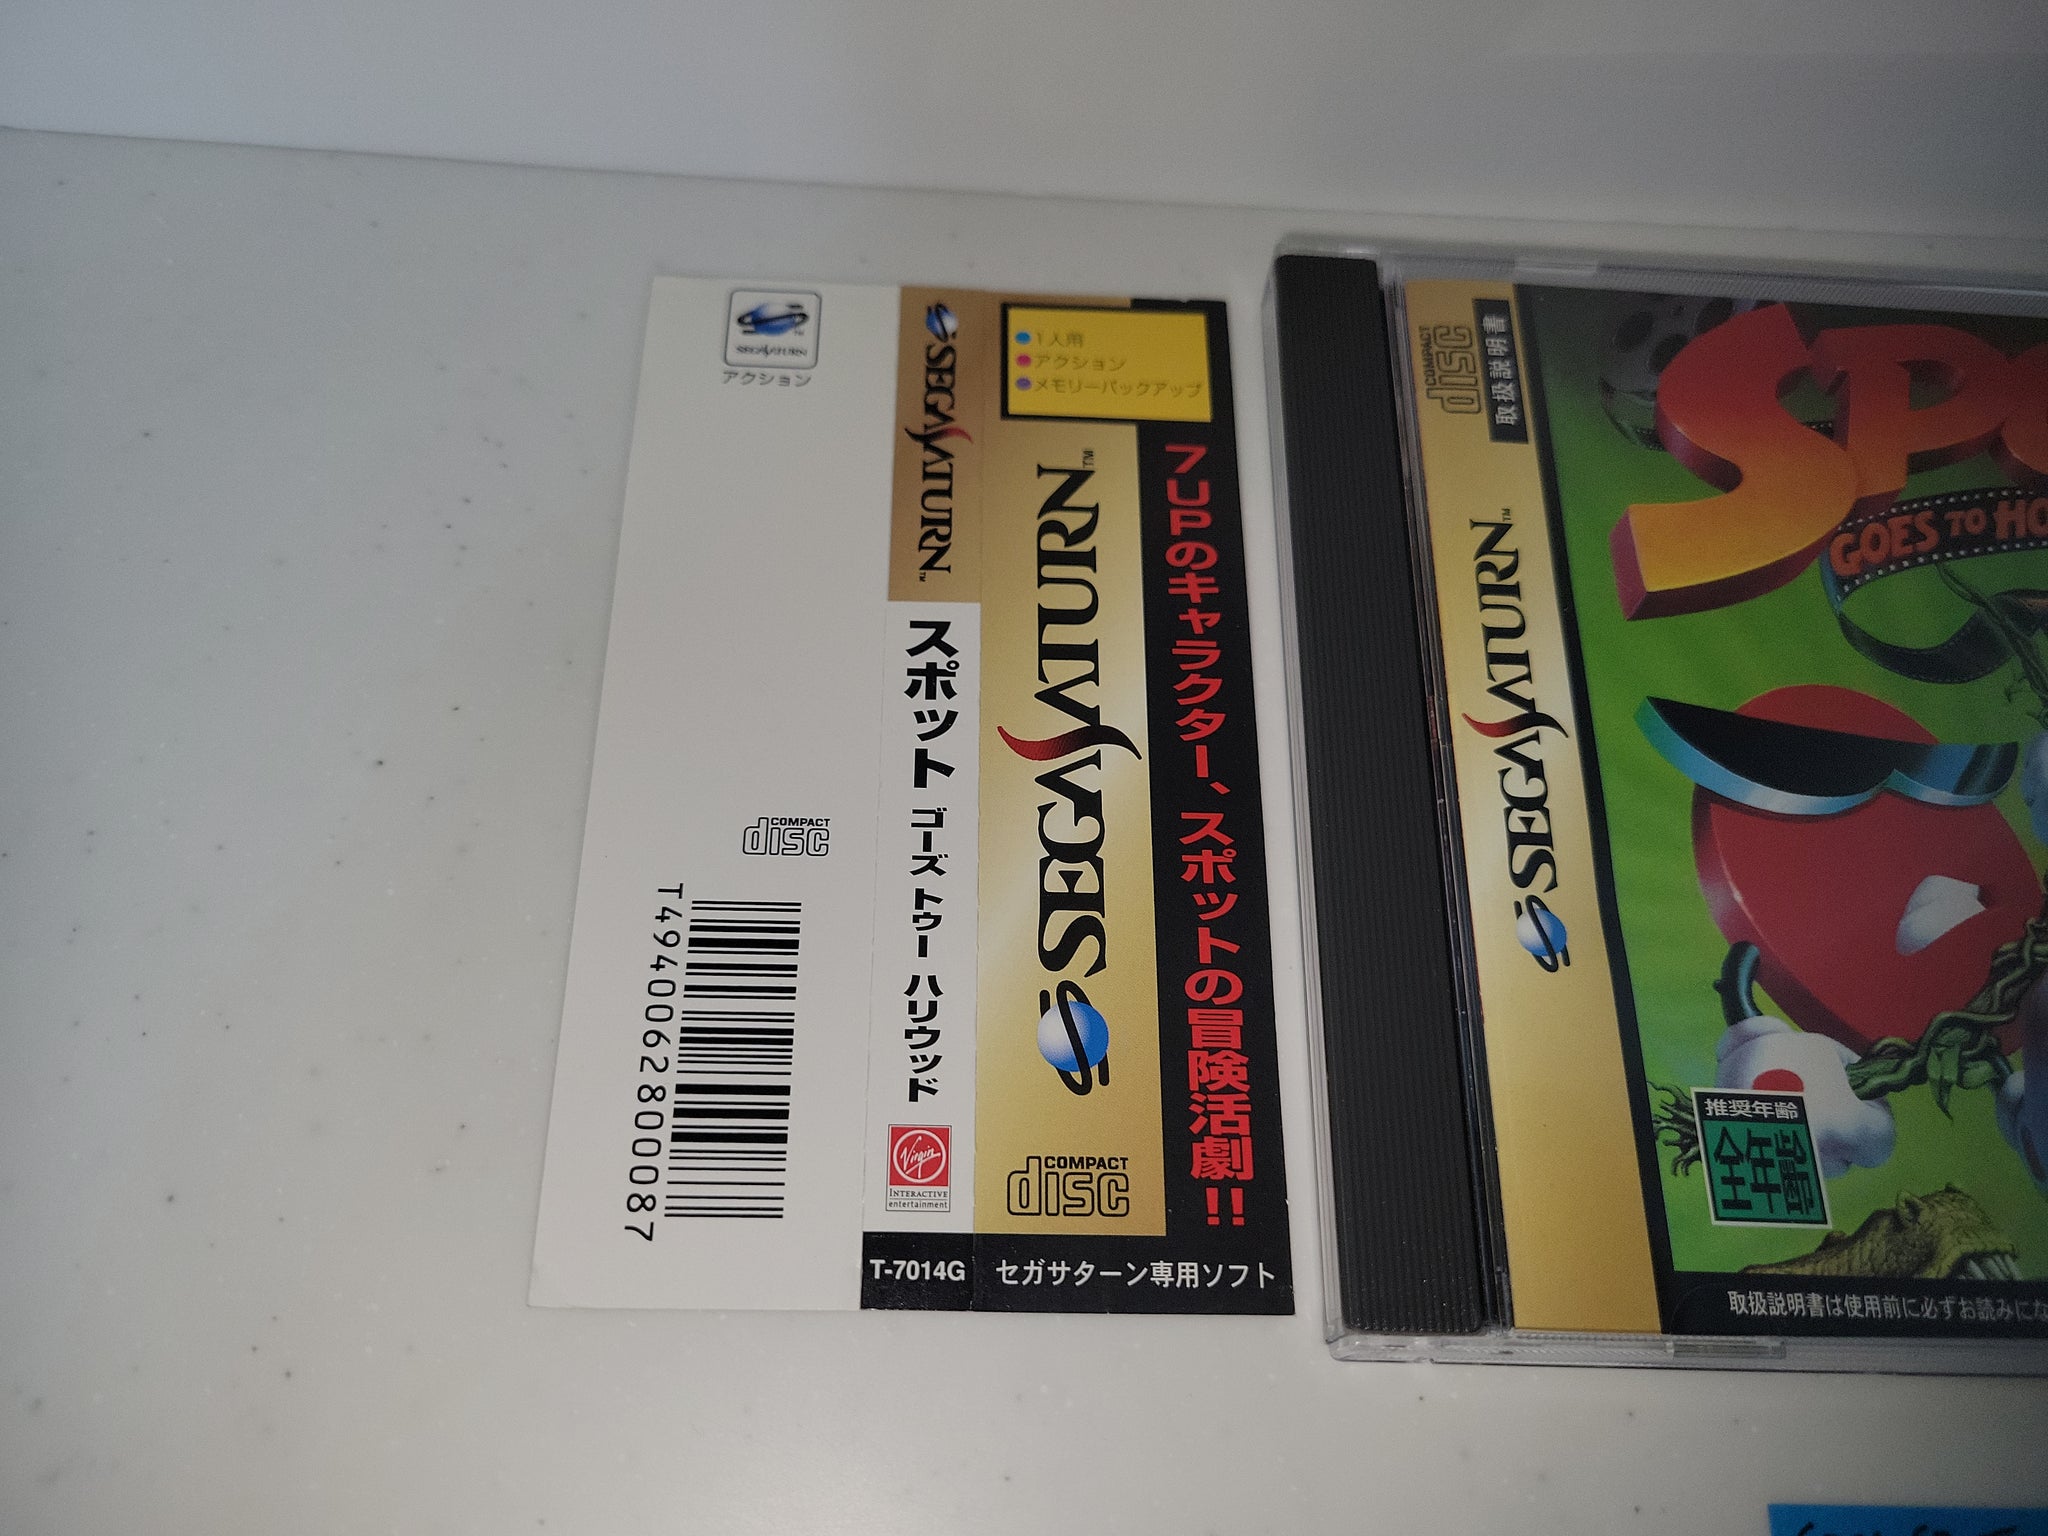 SEGA SATURN
アクション
COMPACT
disc
T4940062800087
SEGA SATURN™
スポット ゴーズ トゥー ハリウッド
Virgin
INTERACTIVE
entertainment
T-7014G
1人用
アクション
メモリーバックアップ
SEGA SATURN™
COMPACT
disc
7UPのキャラクター、スポットの冒険活劇!!
セガサターン専用ソフト
COMPACT
disc
取扱説明書
SEGA SATURN™
SPO
GOES TO HO
推奨年齢
全年齢
取扱説明書は使用前に必ずお読みにな